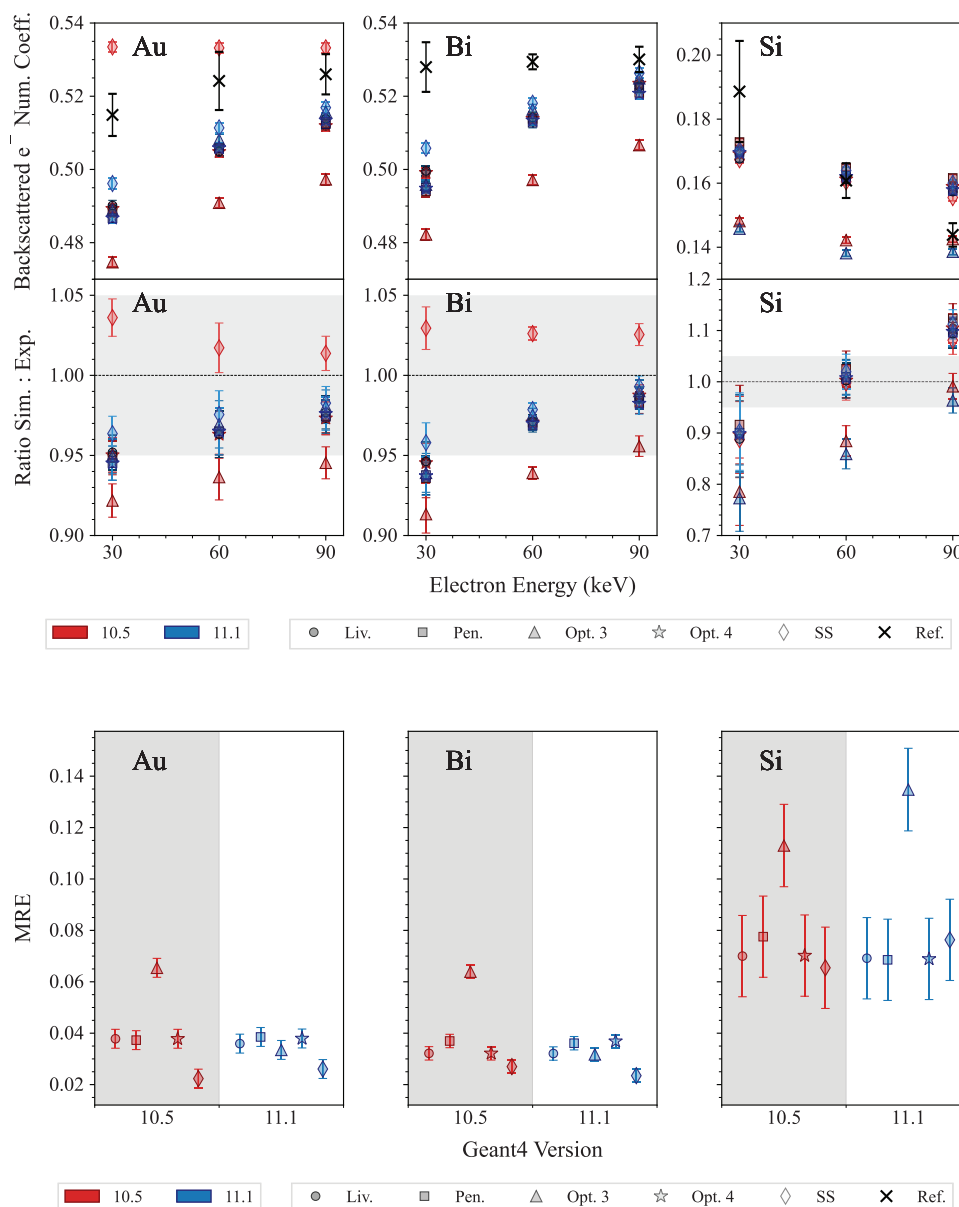 Backscattered e⁻ Num. Coeff.
0.54
0.52
0.50
0.48
Au
0.54
0.52
0.50
0.48
Bi
0.20
0.18
0.16
0.14
Si
Ratio Sim. : Exp.
1.05
1.00
0.95
0.90
Au
30 60 90
1.05
1.00
0.95
0.90
Bi
30 60 90
1.2
1.1
1.0
0.9
0.8
0.7
Si
30 60 90
Electron Energy (keV)
10.5 11.1 Liv. Pen. Opt. 3 Opt. 4 SS Ref.
MRE
0.14
0.12
0.10
0.08
0.06
0.04
0.02
Au
10.5 11.1
Bi
10.5 11.1
Si
10.5 11.1
Geant4 Version
10.5 11.1 Liv. Pen. Opt. 3 Opt. 4 SS Ref.